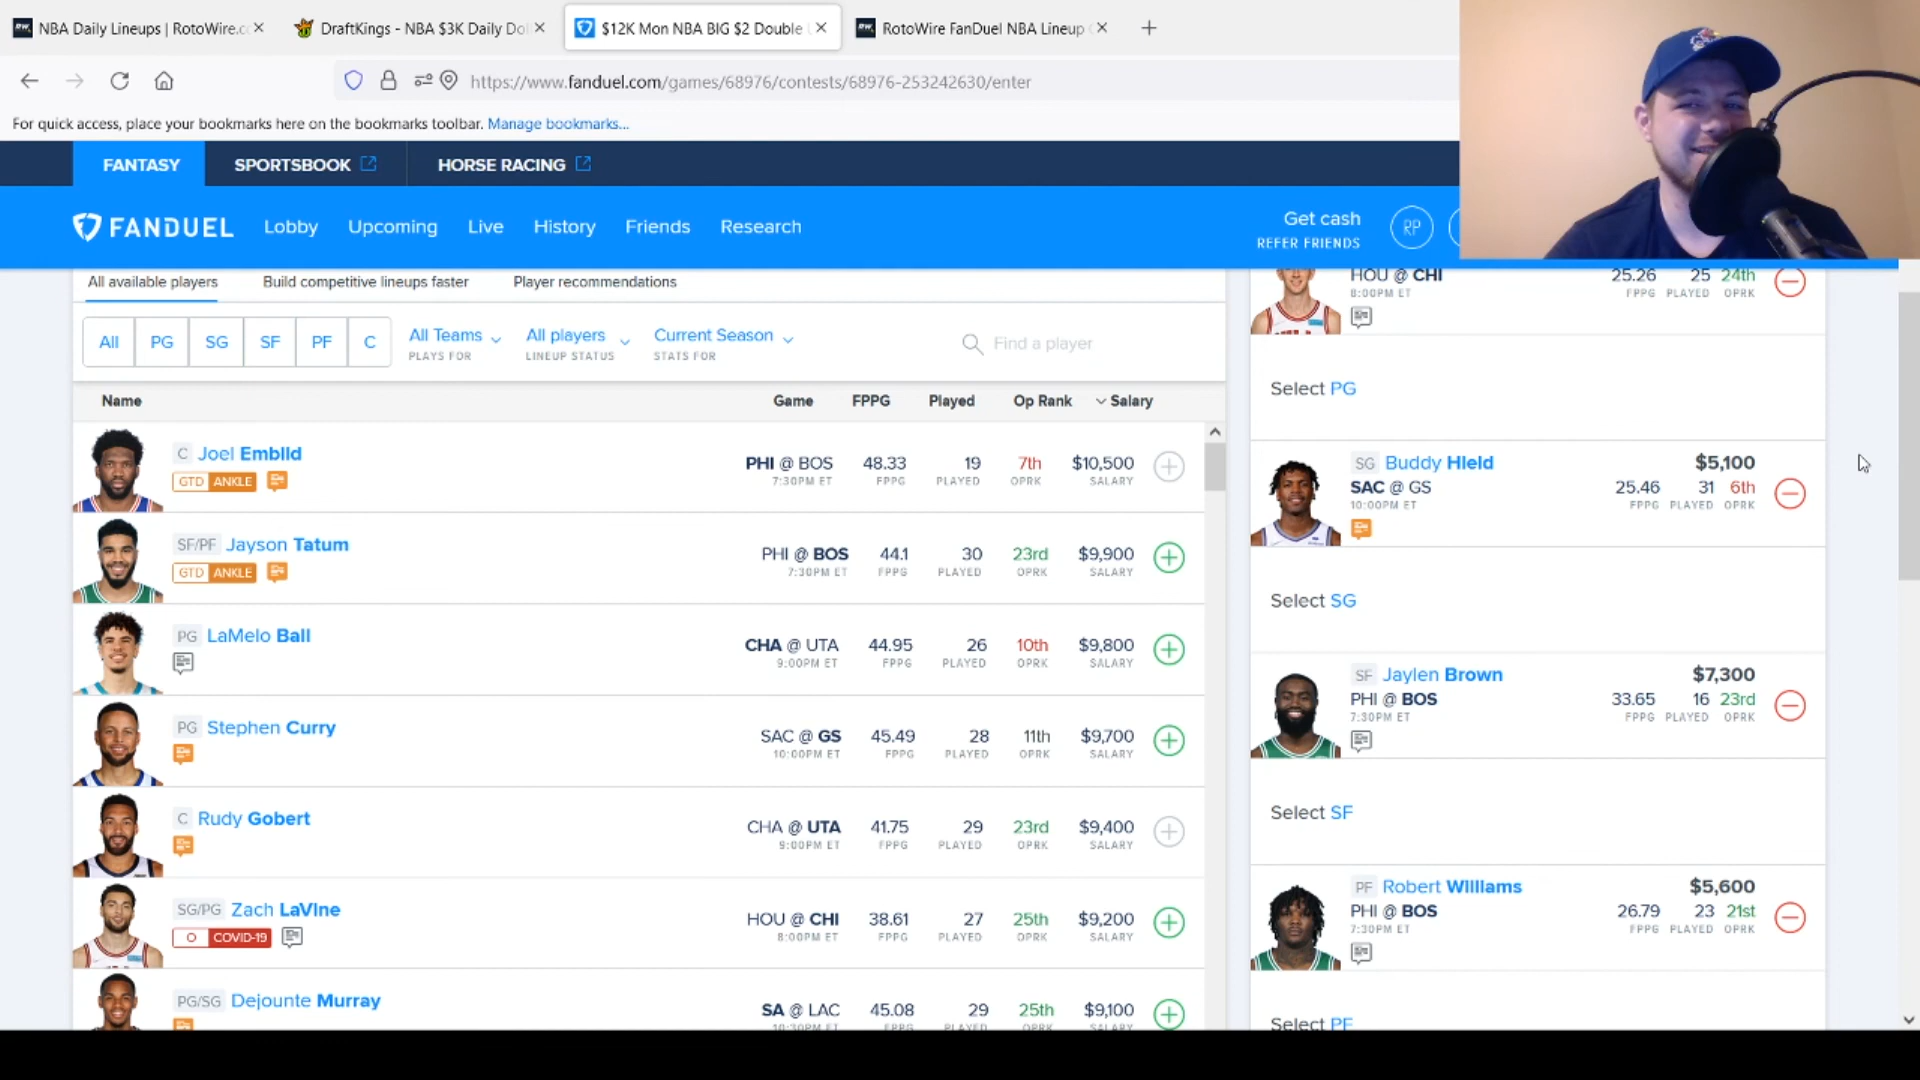 NBA Daily Lineups | RotoWire.c
DraftKings - NBA $3K Daily Dol
$12K Mon NBA BIG $2 Double
RotoWire FanDuel NBA Lineup
https://www.fanduel.com/games/68976/contests/68976-253242630/enter
For quick access, place your bookmarks here on the bookmarks toolbar. Manage bookmarks...
FANTASY SPORTSBOOK HORSE RACING
FANDUEL Lobby Upcoming Live History Friends Research
Get cash
REFER FRIENDS
RP
All available players Build competitive lineups faster Player recommendations
All PG SG SF PF C
All Teams
PLAYS FOR
All players
LINEUP STATUS
Current Season
STATS FOR
Find a player
Name Game FPPG Played Op Rank Salary
C Joel Embiid
GTD ANKLE
PHI @ BOS 48.33 19 7th $10,500
7:30PM ET FPPG PLAYED OPRK SALARY
SF/PF Jayson Tatum
GTD ANKLE
PHI @ BOS 44.1 30 23rd $9,900
7:30PM ET FPPG PLAYED OPRK SALARY
PG LaMelo Ball
CHA @ UTA 44.95 26 10th $9,800
9:00PM ET FPPG PLAYED OPRK SALARY
PG Stephen Curry
SAC @ GS 45.49 28 11th $9,700
10:00PM ET FPPG PLAYED OPRK SALARY
C Rudy Gobert
CHA @ UTA 41.75 29 23rd $9,400
9:00PM ET FPPG PLAYED OPRK SALARY
SG/PG Zach LaVine
O COVID-19
HOU @ CHI 38.61 27 25th $9,200
8:00PM ET FPPG PLAYED OPRK SALARY
PG/SG Dejounte Murray
SA @ LAC 45.08 29 25th $9,100
10:30PM ET FPPG PLAYED OPRK SALARY
HOU @ CHI 25.26 25 24th
8:00PM ET FPPG PLAYED OPRK
Select PG
SG Buddy Hield $5,100
SAC @ GS 25.46 31 6th
10:00PM ET FPPG PLAYED OPRK
Select SG
SF Jaylen Brown $7,300
PHI @ BOS 33.65 16 23rd
7:30PM ET FPPG PLAYED OPRK
Select SF
PF Robert Williams $5,600
PHI @ BOS 26.79 23 21st
7:30PM ET FPPG PLAYED OPRK
Select PF